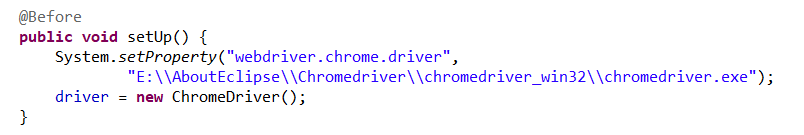 @Before
public void setUp() {
System.setProperty("webdriver.chrome.driver",
"E:\\AboutEclipse\\Chromedriver\\chromedriver_win32\\chromedriver.exe");
driver = new ChromeDriver();
}